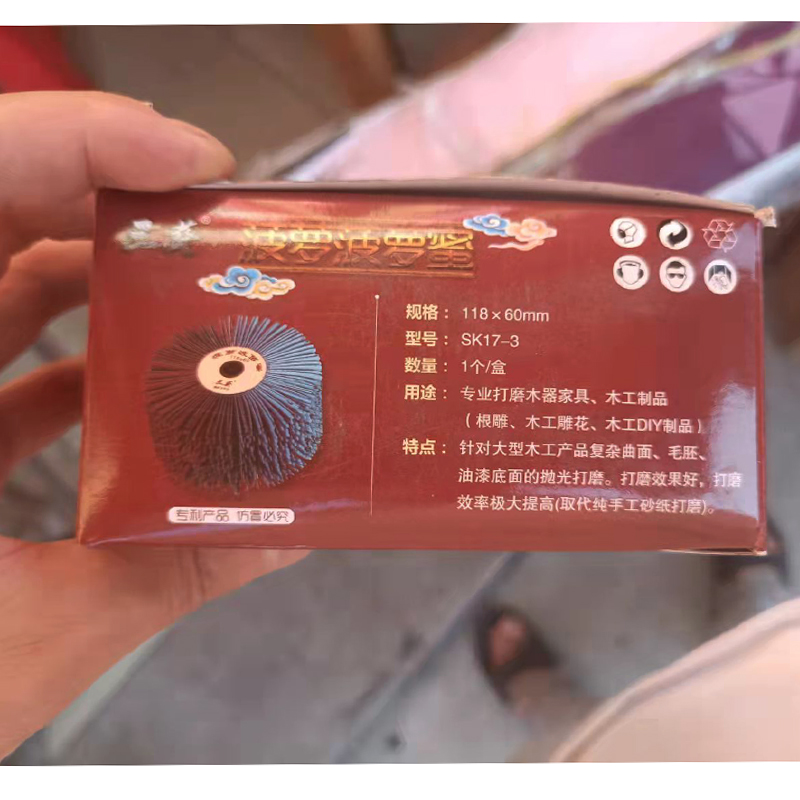 ®
菠萝菠萝蜜
规格：118×60mm
型号：SK17-3
数量：1个/盒
用途：专业打磨木器家具、木工制品
（根雕、木工雕花、木工DIY制品）
特点：针对大型木工产品复杂曲面、毛胚、
油漆底面的抛光打磨。打磨效果好，打磨
效率极大提高(取代纯手工砂纸打磨)。
专利产品 仿冒必究